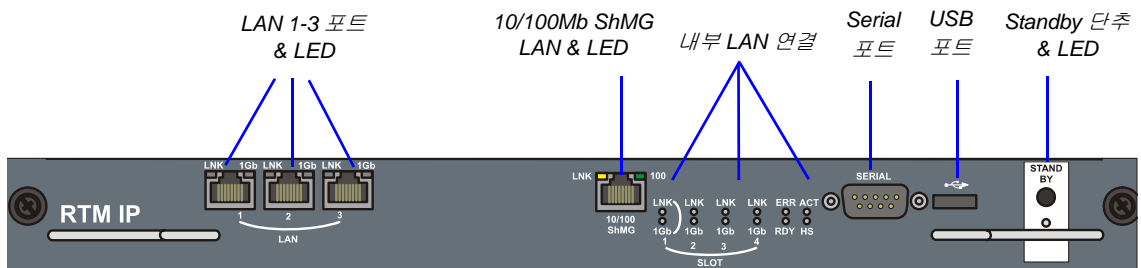 LAN 1-3 포트
& LED
10/100Mb ShMG
LAN & LED
내부 LAN 연결
Serial
포트
USB
포트
Standby 단추
& LED
RTM IP
LNK 1Gb LNK 1Gb LNK 1Gb
1 2 3
LAN
LNK 100
10/100
ShMG
LNK LNK LNK LNK ERR ACT
1Gb 1Gb 1Gb 1Gb RDY HS
1 2 3 4
SLOT
SERIAL
STAND
BY